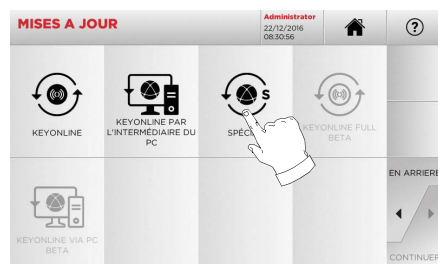 MISES A JOUR
Administrator
22/12/2016
08:30:56
?
KEYONLINE
KEYONLINE PAR
L'INTERMÉDIAIRE DU
PC
S
KEYONLINE FULL
BETA
EN ARRIERE
KEYONLINE VIA PC
BETA
CONTINUER